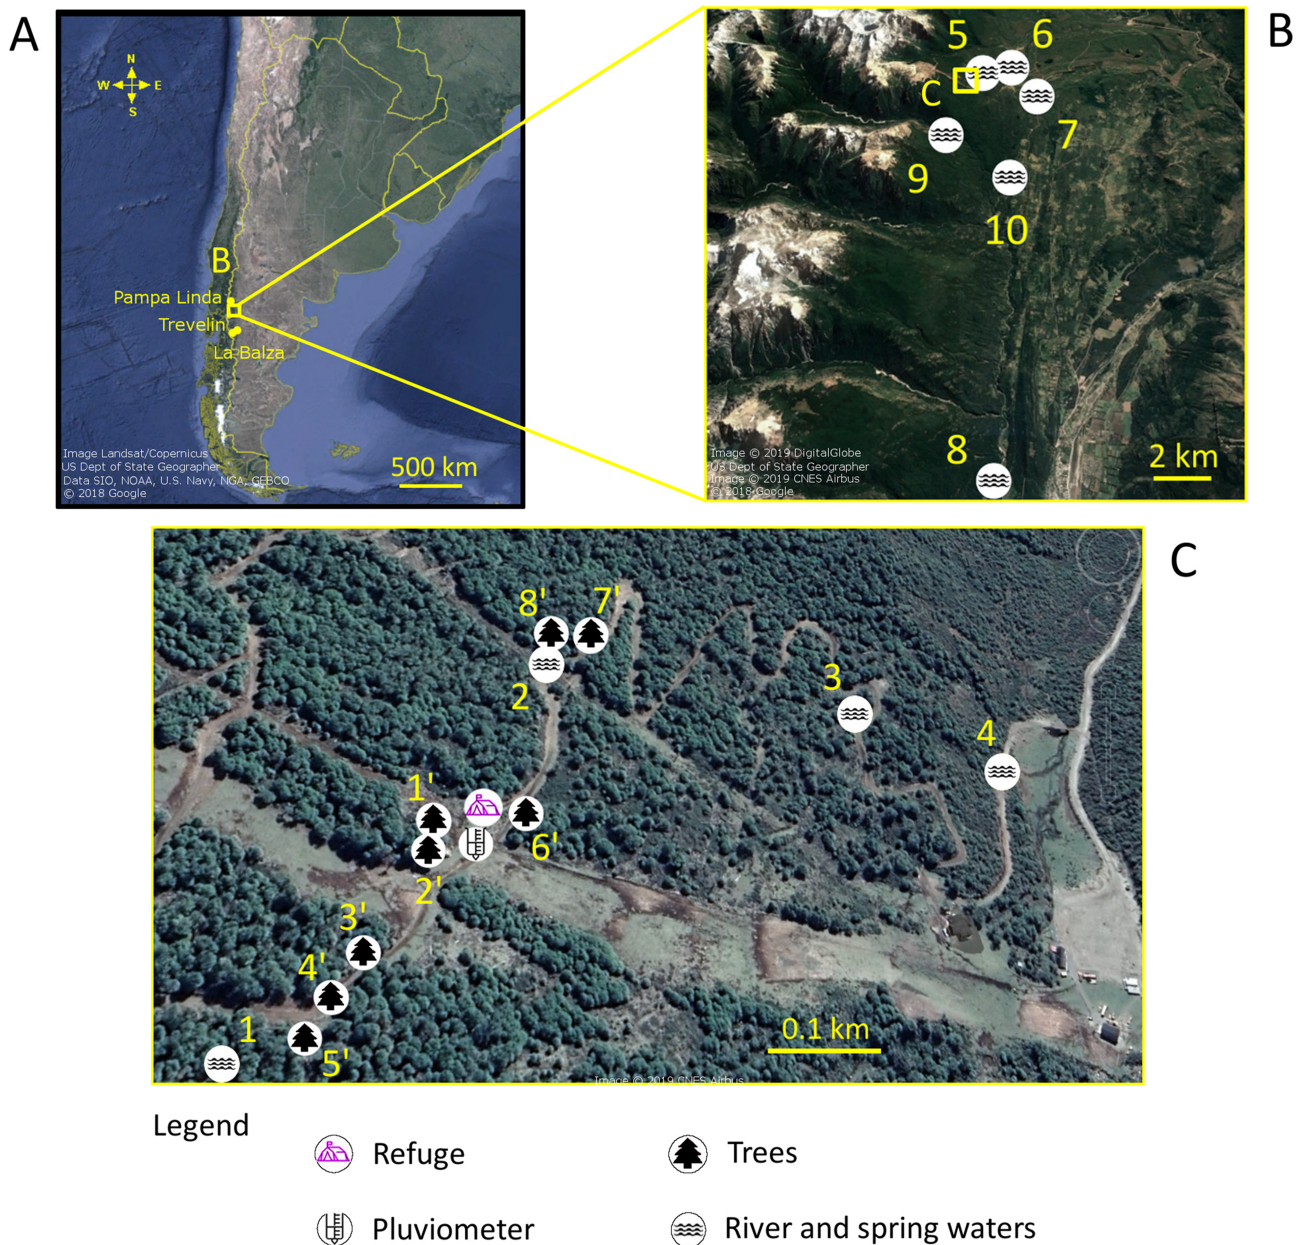 A
N
W E
S
B
Pampa Linda
Trevelin
La Balza
Image Landsat/Copernicus
US Dept of State Geographer
Data SIO, NOAA, U.S. Navy, NGA, GEBCO
© 2018 Google
500 km
B
5
6
C
7
9
10
8
Image © 2019 DigitalGlobe
US Dept of State Geographer
Image © 2019 CNES Airbus
© 2018 Google
2 km
C
8'
7'
2
3
4
1'
6'
2'
3'
4'
1
5'
0.1 km
Image © 2019 CNES Airbus
Legend
Refuge
Trees
Pluviometer
River and spring waters